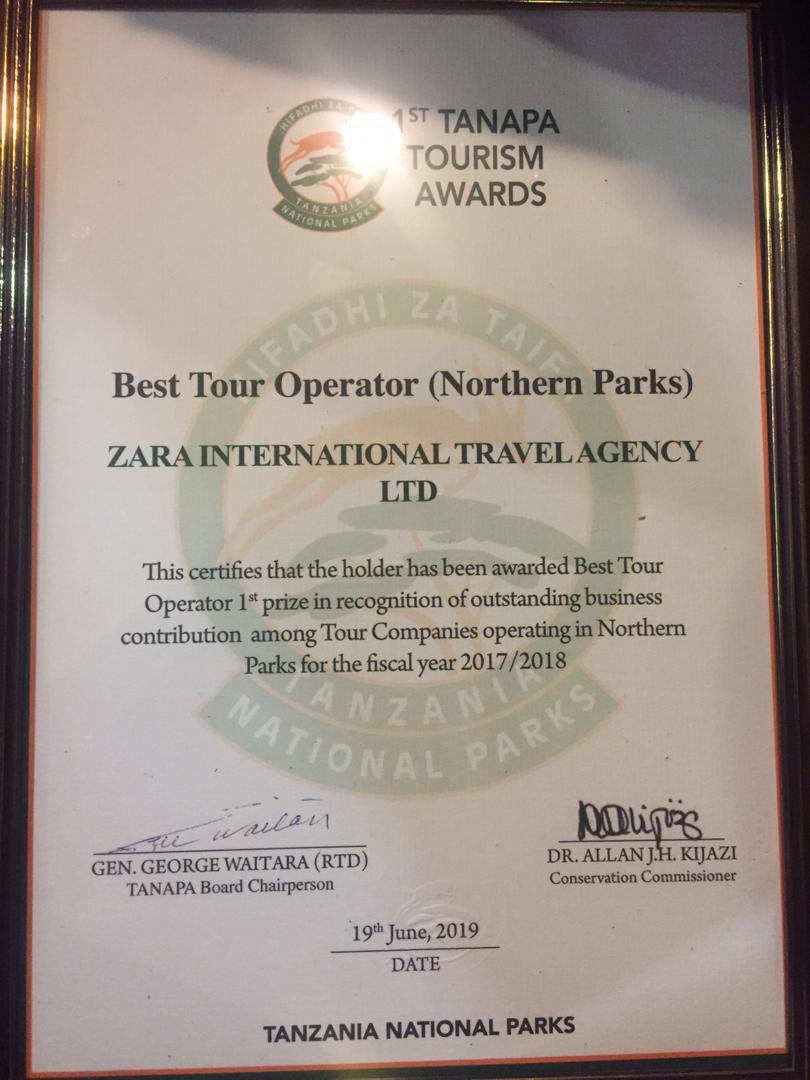 HIFADHI ZA
TANZANIA
NATIONAL PARKS
1ST TANAPA
TOURISM
AWARDS
HIFADHI ZA TAIFA
Best Tour Operator (Northern Parks)
ZARA INTERNATIONAL TRAVEL AGENCY
LTD
This certifies that the holder has been awarded Best Tour
Operator 1st prize in recognition of outstanding business
contribution among Tour Companies operating in Northern
Parks for the fiscal year 2017/2018
TANZANIA
NATIONAL PARKS
GEN. GEORGE WAITARA (RTD)
TANAPA Board Chairperson
DR. ALLAN J.H. KIJAZI
Conservation Commissioner
19th June, 2019
DATE
TANZANIA NATIONAL PARKS